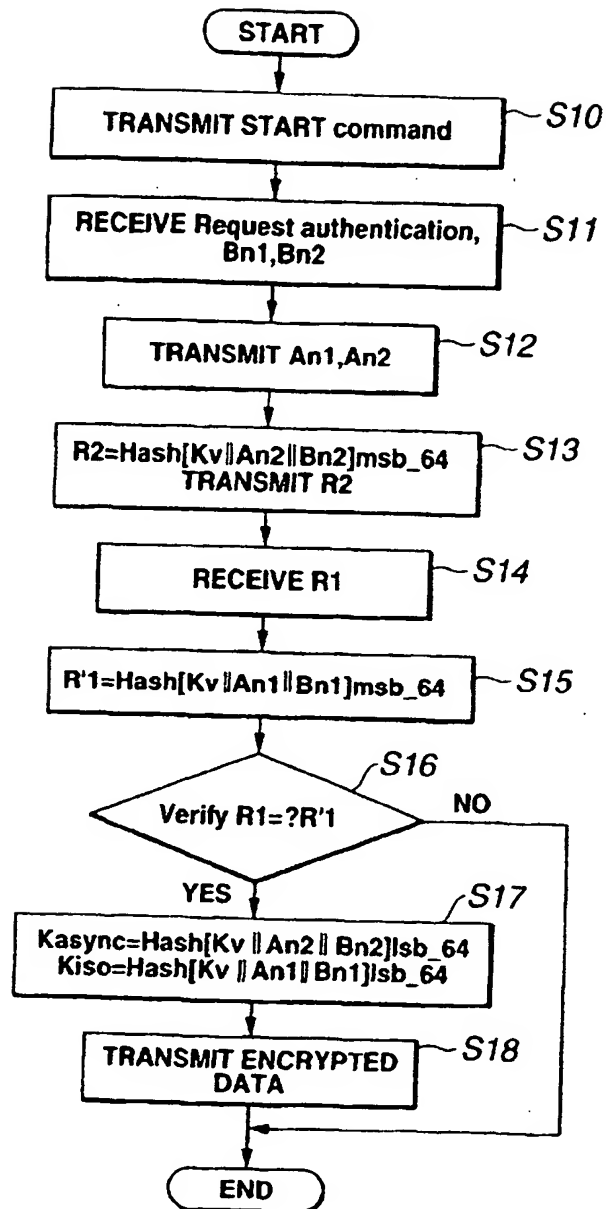 START
TRANSMIT START command
S10
RECEIVE Request authentication,
Bn1,Bn2
S11
TRANSMIT An1,An2
S12
R2=Hash[Kv||An2||Bn2]msb_64
TRANSMIT R2
S13
RECEIVE R1
S14
R'1=Hash[Kv||An1||Bn1]msb_64
S15
Verify R1=?R'1
S16
NO
YES
Kasync=Hash[Kv||An2||Bn2]lsb_64
Kiso=Hash[Kv||An1||Bn1]lsb_64
S17
TRANSMIT ENCRYPTED
DATA
S18
END